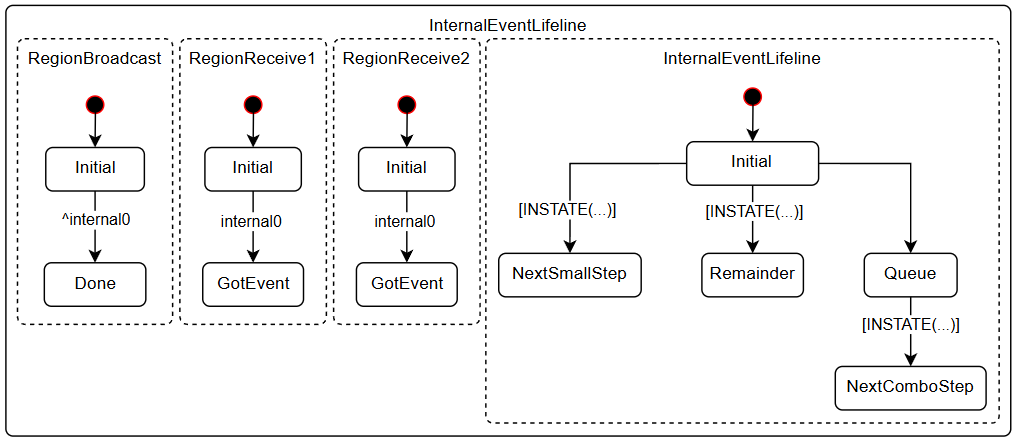 InternalEventLifeline
RegionBroadcast
Initial
^internal0
Done
RegionReceive1
Initial
internal0
GotEvent
RegionReceive2
Initial
internal0
GotEvent
InternalEventLifeline
Initial
[INSTATE(...)]
NextSmallStep
[INSTATE(...)]
Remainder
Queue
[INSTATE(...)]
NextComboStep